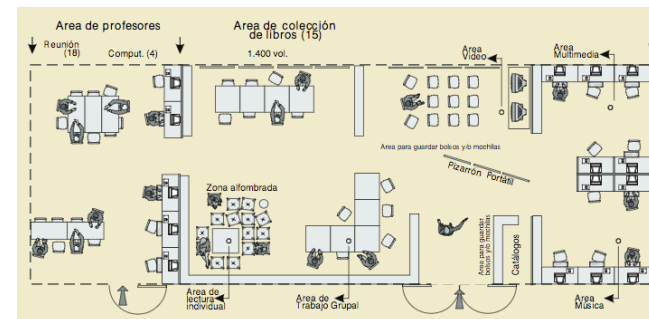 Area de profesores
Reunión
(18)
Comput. (4)
Area de colección
de libros (15)
1.400 vol.
Area
Video
Area
Multimedia
Area para guardar bolsos y/o mochilas
Pizarrón Portátil
Zona alfombrada
Area para guardar
bolsos y/o mochilas
Catálogos
Area de
lectura
individual
Area de
Trabajo Grupal
Area
Música